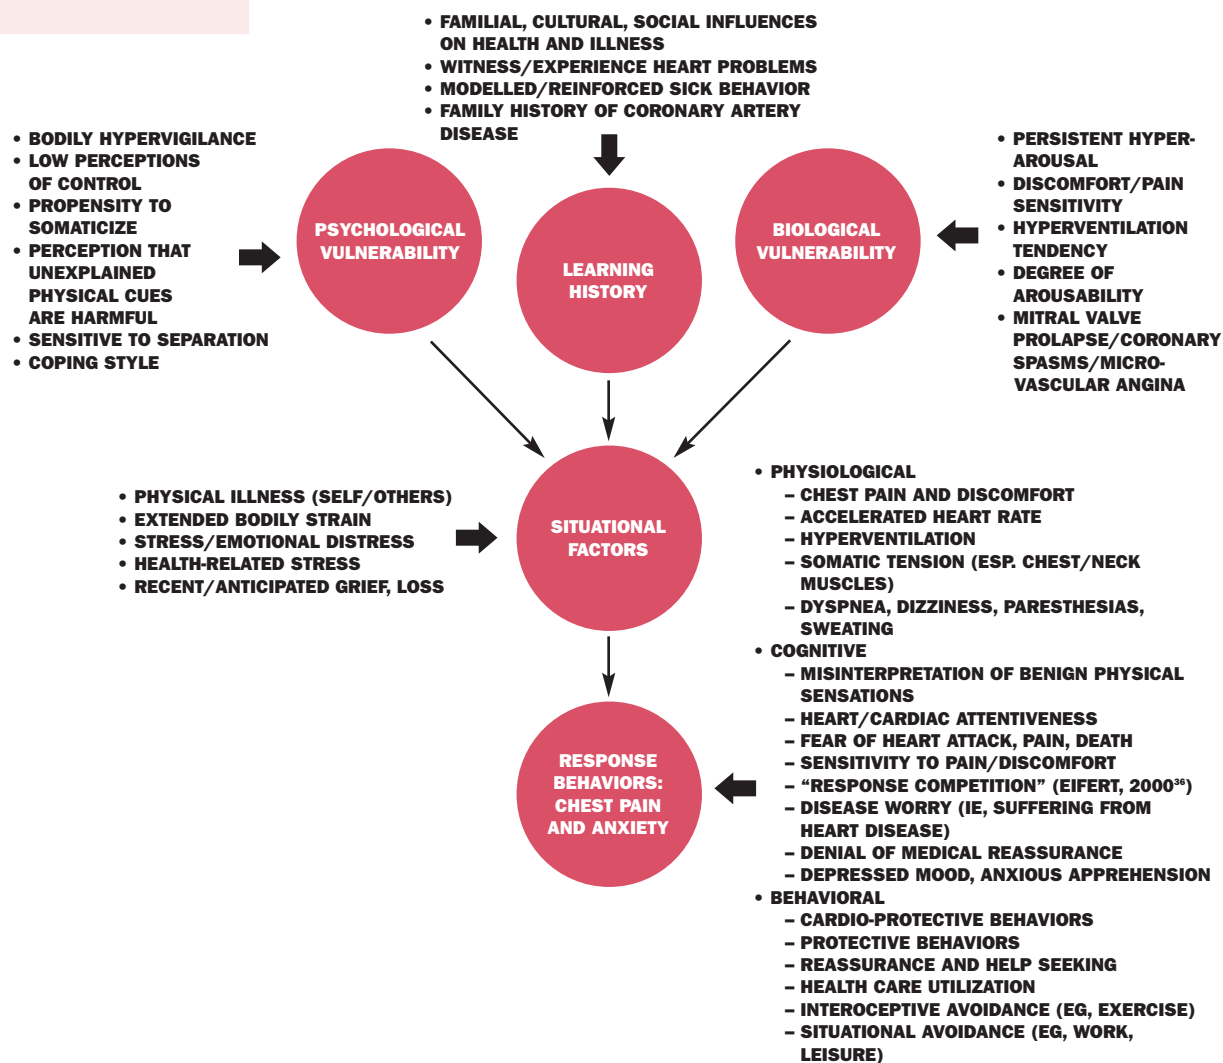 • FAMILIAL, CULTURAL, SOCIAL INFLUENCES
ON HEALTH AND ILLNESS
• WITNESS/EXPERIENCE HEART PROBLEMS
• MODELLED/REINFORCED SICK BEHAVIOR
• FAMILY HISTORY OF CORONARY ARTERY
DISEASE
• BODILY HYPERVIGILANCE
• LOW PERCEPTIONS
OF CONTROL
• PROPENSITY TO
SOMATICIZE
• PERCEPTION THAT
UNEXPLAINED
PHYSICAL CUES
ARE HARMFUL
• SENSITIVE TO SEPARATION
• COPING STYLE
PSYCHOLOGICAL
VULNERABILITY
LEARNING
HISTORY
BIOLOGICAL
VULNERABILITY
• PERSISTENT HYPER-
AROUSAL
• DISCOMFORT/PAIN
SENSITIVITY
• HYPERVENTILATION
TENDENCY
• DEGREE OF
AROUSABILITY
• MITRAL VALVE
PROLAPSE/CORONARY
SPASMS/MICRO-
VASCULAR ANGINA
• PHYSICAL ILLNESS (SELF/OTHERS)
• EXTENDED BODILY STRAIN
• STRESS/EMOTIONAL DISTRESS
• HEALTH-RELATED STRESS
• RECENT/ANTICIPATED GRIEF, LOSS
SITUATIONAL
FACTORS
RESPONSE
BEHAVIORS:
CHEST PAIN
AND ANXIETY
• PHYSIOLOGICAL
– CHEST PAIN AND DISCOMFORT
– ACCELERATED HEART RATE
– HYPERVENTILATION
– SOMATIC TENSION (ESP. CHEST/NECK
MUSCLES)
– DYSPNEA, DIZZINESS, PARESTHESIAS,
SWEATING
• COGNITIVE
– MISINTERPRETATION OF BENIGN PHYSICAL
SENSATIONS
– HEART/CARDIAC ATTENTIVENESS
– FEAR OF HEART ATTACK, PAIN, DEATH
– SENSITIVITY TO PAIN/DISCOMFORT
– “RESPONSE COMPETITION” (EIFERT, 2000³⁶)
– DISEASE WORRY (IE, SUFFERING FROM
HEART DISEASE)
– DENIAL OF MEDICAL REASSURANCE
– DEPRESSED MOOD, ANXIOUS APPREHENSION
• BEHAVIORAL
– CARDIO-PROTECTIVE BEHAVIORS
– PROTECTIVE BEHAVIORS
– REASSURANCE AND HELP SEEKING
– HEALTH CARE UTILIZATION
– INTEROCEPTIVE AVOIDANCE (EG, EXERCISE)
– SITUATIONAL AVOIDANCE (EG, WORK,
LEISURE)